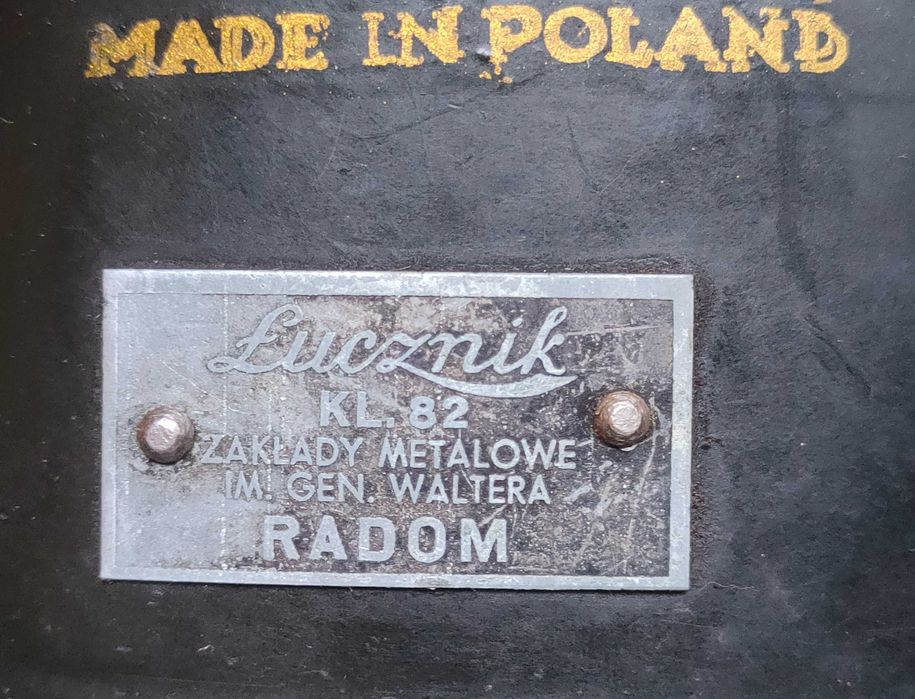 MADE IN POLAND
Łucznik
KL. 82
ZAKŁADY METALOWE
IM. GEN. WALTERA
RADOM